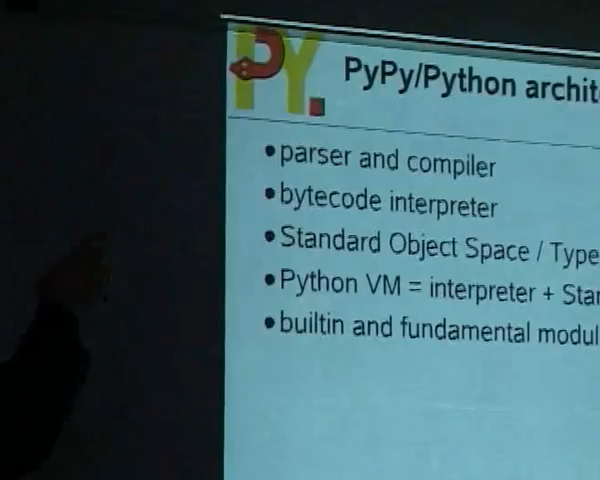 PY
PyPy/Python archit
parser and compiler
bytecode interpreter
Standard Object Space / Type
Python VM = interpreter + Stan
builtin and fundamental modul